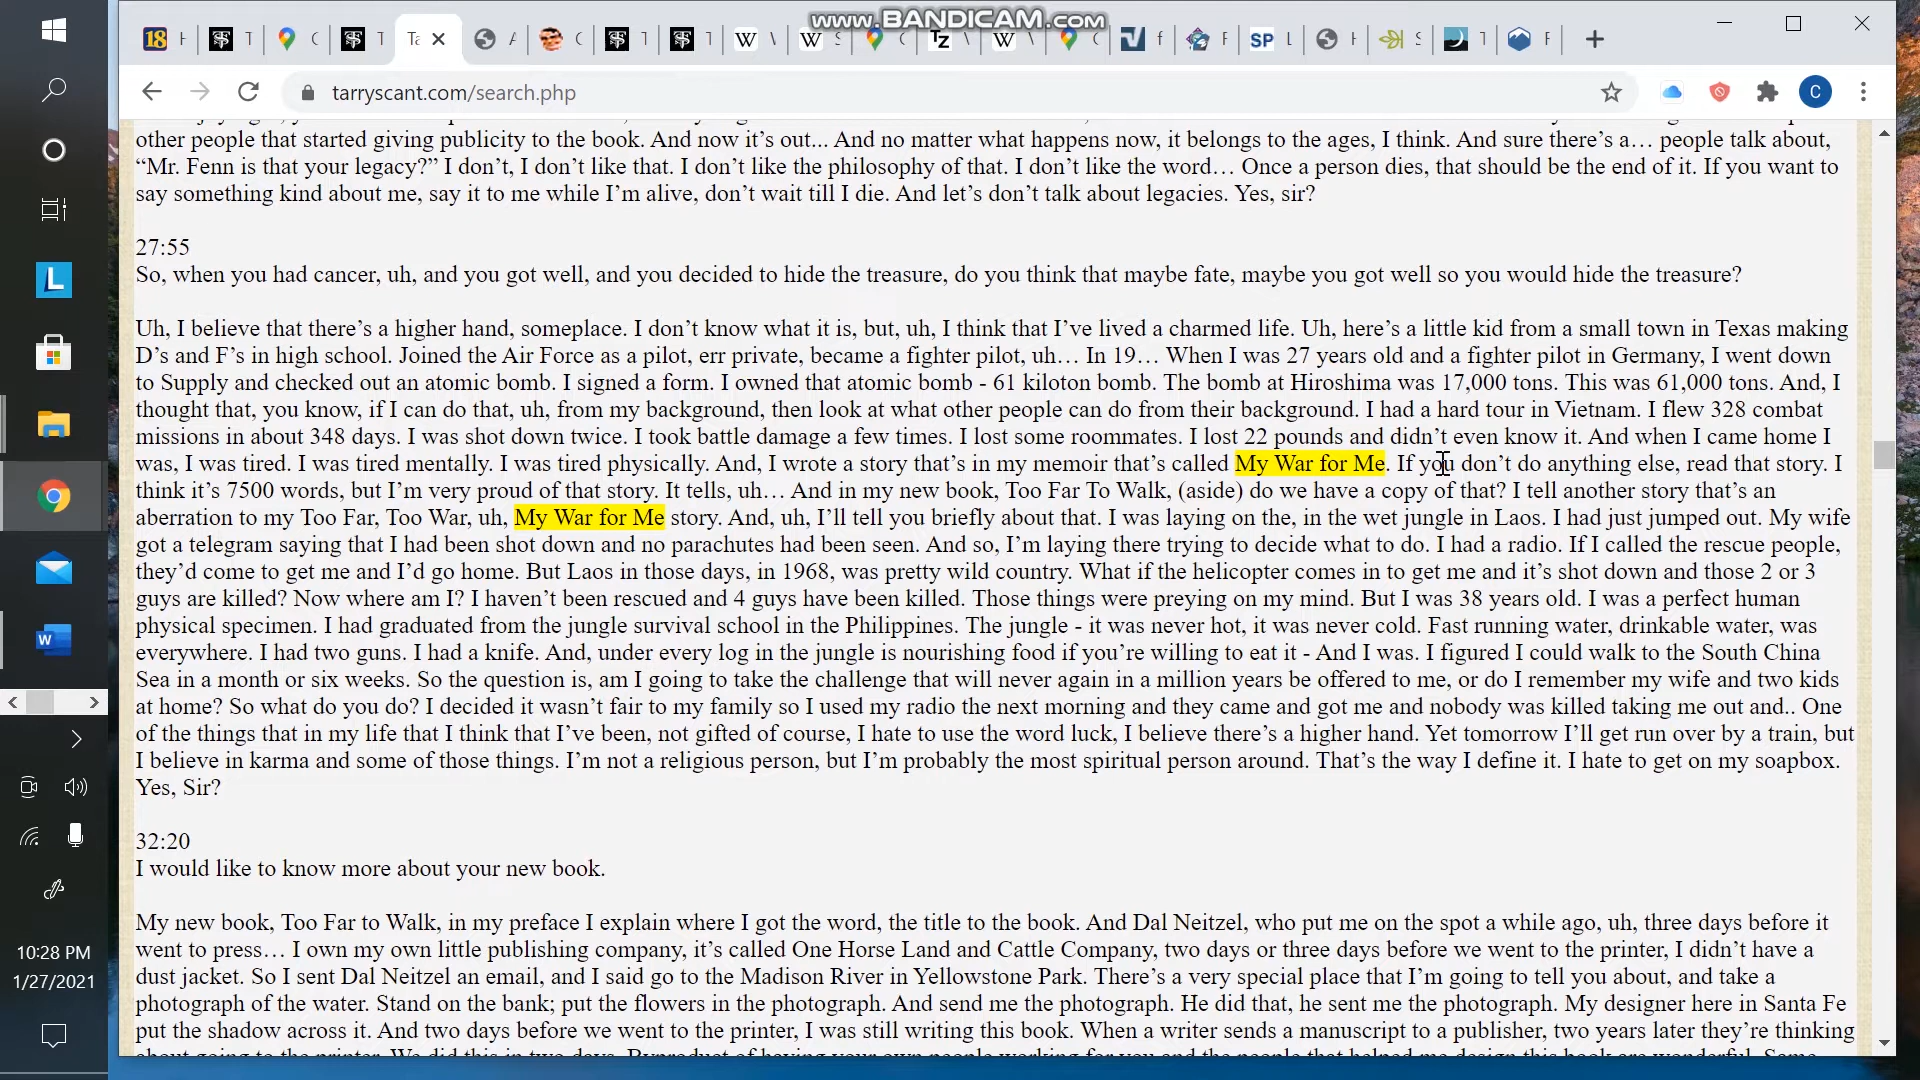 www.BANDICAM.com
tarryscant.com/search.php
other people that started giving publicity to the book. And now it’s out... And no matter what happens now, it belongs to the ages, I think. And sure there’s a… people talk about,
“Mr. Fenn is that your legacy?” I don’t, I don’t like that. I don’t like the philosophy of that. I don’t like the word… Once a person dies, that should be the end of it. If you want to
say something kind about me, say it to me while I’m alive, don’t wait till I die. And let’s don’t talk about legacies. Yes, sir?
27:55
So, when you had cancer, uh, and you got well, and you decided to hide the treasure, do you think that maybe fate, maybe you got well so you would hide the treasure?
Uh, I believe that there’s a higher hand, someplace. I don’t know what it is, but, uh, I think that I’ve lived a charmed life. Uh, here’s a little kid from a small town in Texas making
D’s and F’s in high school. Joined the Air Force as a pilot, err private, became a fighter pilot, uh… In 19… When I was 27 years old and a fighter pilot in Germany, I went down
to Supply and checked out an atomic bomb. I signed a form. I owned that atomic bomb - 61 kiloton bomb. The bomb at Hiroshima was 17,000 tons. This was 61,000 tons. And, I
thought that, you know, if I can do that, uh, from my background, then look at what other people can do from their background. I had a hard tour in Vietnam. I flew 328 combat
missions in about 348 days. I was shot down twice. I took battle damage a few times. I lost some roommates. I lost 22 pounds and didn’t even know it. And when I came home I
was, I was tired. I was tired mentally. I was tired physically. And, I wrote a story that’s in my memoir that’s called My War for Me. If you don’t do anything else, read that story. I
think it’s 7500 words, but I’m very proud of that story. It tells, uh… And in my new book, Too Far To Walk, (aside) do we have a copy of that? I tell another story that’s an
aberration to my Too Far, Too War, uh, My War for Me story. And, uh, I’ll tell you briefly about that. I was laying on the, in the wet jungle in Laos. I had just jumped out. My wife
got a telegram saying that I had been shot down and no parachutes had been seen. And so, I’m laying there trying to decide what to do. I had a radio. If I called the rescue people,
they’d come to get me and I’d go home. But Laos in those days, in 1968, was pretty wild country. What if the helicopter comes in to get me and it’s shot down and those 2 or 3
guys are killed? Now where am I? I haven’t been rescued and 4 guys have been killed. Those things were preying on my mind. But I was 38 years old. I was a perfect human
physical specimen. I had graduated from the jungle survival school in the Philippines. The jungle - it was never hot, it was never cold. Fast running water, drinkable water, was
everywhere. I had two guns. I had a knife. And, under every log in the jungle is nourishing food if you’re willing to eat it - And I was. I figured I could walk to the South China
Sea in a month or six weeks. So the question is, am I going to take the challenge that will never again in a million years be offered to me, or do I remember my wife and two kids
at home? So what do you do? I decided it wasn’t fair to my family so I used my radio the next morning and they came and got me and nobody was killed taking me out and.. One
of the things that in my life that I think that I’ve been, not gifted of course, I hate to use the word luck, I believe there’s a higher hand. Yet tomorrow I’ll get run over by a train, but
I believe in karma and some of those things. I’m not a religious person, but I’m probably the most spiritual person around. That’s the way I define it. I hate to get on my soapbox.
Yes, Sir?
32:20
I would like to know more about your new book.
My new book, Too Far to Walk, in my preface I explain where I got the word, the title to the book. And Dal Neitzel, who put me on the spot a while ago, uh, three days before it
went to press… I own my own little publishing company, it’s called One Horse Land and Cattle Company, two days or three days before we went to the printer, I didn’t have a
dust jacket. So I sent Dal Neitzel an email, and I said go to the Madison River in Yellowstone Park. There’s a very special place that I’m going to tell you about, and take a
photograph of the water. Stand on the bank; put the flowers in the photograph. And send me the photograph. He did that, he sent me the photograph. My designer here in Santa Fe
put the shadow across it. And two days before we went to the printer, I was still writing this book. When a writer sends a manuscript to a publisher, two years later they’re thinking
10:28 PM
1/27/2021